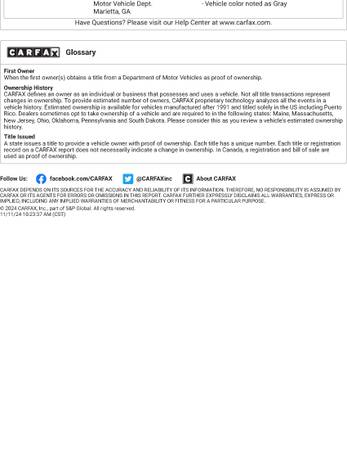 Motor Vehicle Dept. - Vehicle color noted as Gray
Marietta, GA
Have Questions? Please visit our Help Center at www.carfax.com.
CARFAX Glossary
First Owner
When the first owner(s) obtains a title from a Department of Motor Vehicles as proof of ownership.
Ownership History
CARFAX defines an owner as an individual or business that possesses and uses a vehicle. Not all title transactions represent
changes in ownership. To provide estimated number of owners, CARFAX proprietary technology analyzes all the events in a
vehicle history. Estimated ownership is available for vehicles manufactured after 1991 and titled solely in the US including Puerto
Rico. Dealers sometimes opt to take ownership of a vehicle and are required to in the following states: Maine, Massachusetts,
New Jersey, Ohio, Oklahoma, Pennsylvania and South Dakota. Please consider this as you review a vehicle's estimated ownership
history.
Title Issued
A state issues a title to provide a vehicle owner with proof of ownership. Each title has a unique number. Each title or registration
record on a CARFAX report does not necessarily indicate a change in ownership. In Canada, a registration and bill of sale are
used as proof of ownership.
Follow Us: facebook.com/CARFAX @CARFAXinc About CARFAX
CARFAX DEPENDS ON ITS SOURCES FOR THE ACCURACY AND RELIABILITY OF ITS INFORMATION. THEREFORE, NO RESPONSIBILITY IS ASSUMED BY
CARFAX OR ITS AGENTS FOR ERRORS OR OMISSIONS IN THIS REPORT. CARFAX FURTHER EXPRESSLY DISCLAIMS ALL WARRANTIES, EXPRESS OR
IMPLIED, INCLUDING ANY IMPLIED WARRANTIES OF MERCHANTABILITY OR FITNESS FOR A PARTICULAR PURPOSE.
© 2024 CARFAX, Inc., part of S&P Global. All rights reserved.
11/11/24 10:23:37 AM (CST)